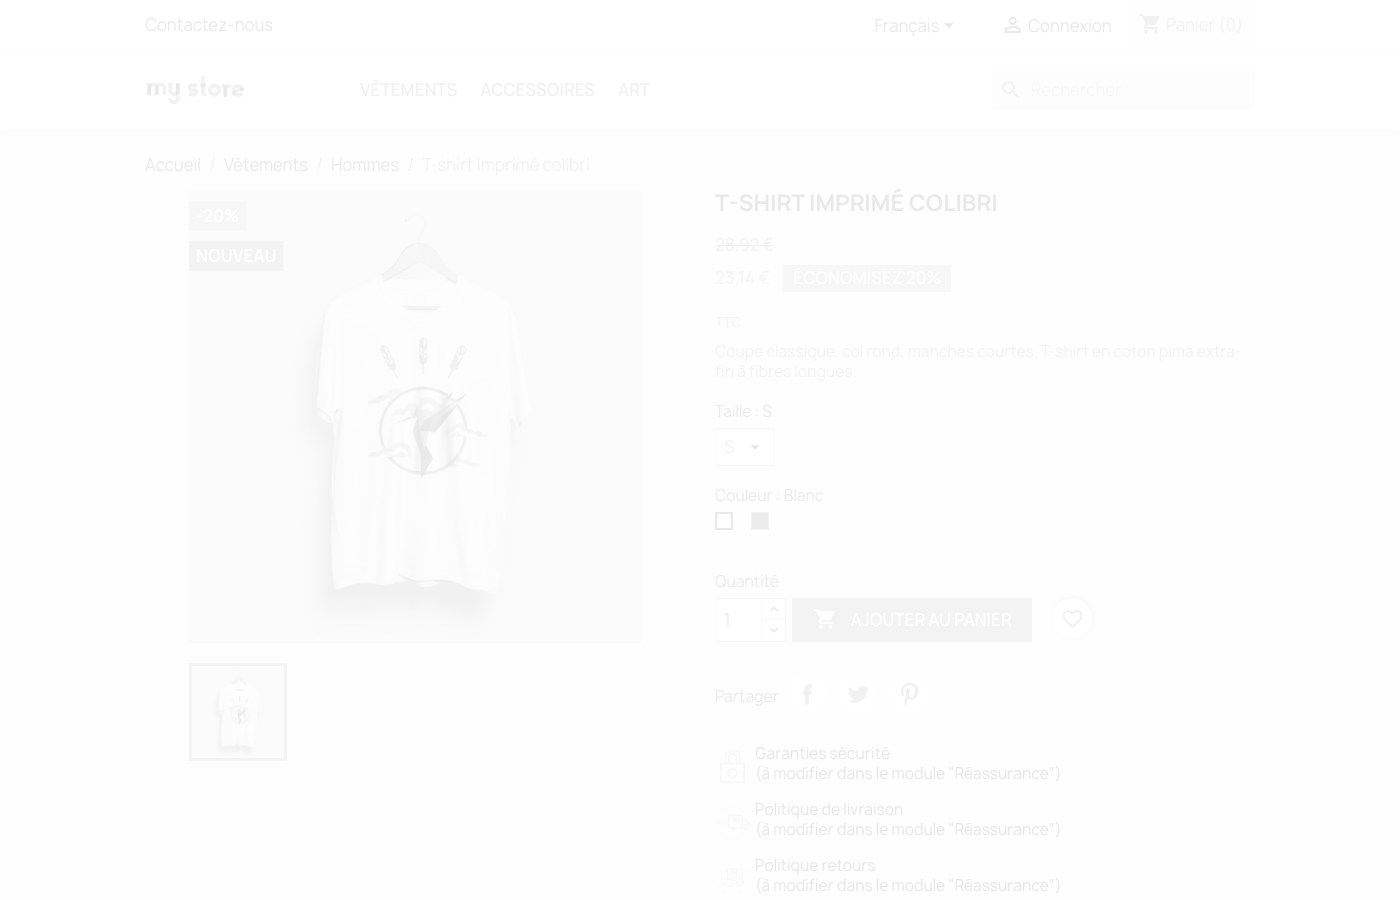 Contactez-nous
Français
Connexion
Panier (0)
my store
VÊTEMENTS
ACCESSOIRES
ART
Rechercher
Accueil / Vêtements / Hommes / T-shirt imprimé colibri
-20%
NOUVEAU
T-SHIRT IMPRIMÉ COLIBRI
28,92 €
23,14 € ÉCONOMISEZ 20%
TTC
Coupe classique, col rond, manches courtes. T-shirt en coton pima extra-
fin à fibres longues.
Taille : S
S
Couleur : Blanc
Quantité
1
AJOUTER AU PANIER
Partager
Garanties sécurité
(à modifier dans le module "Réassurance")
Politique de livraison
(à modifier dans le module "Réassurance")
Politique retours
(à modifier dans le module "Réassurance")